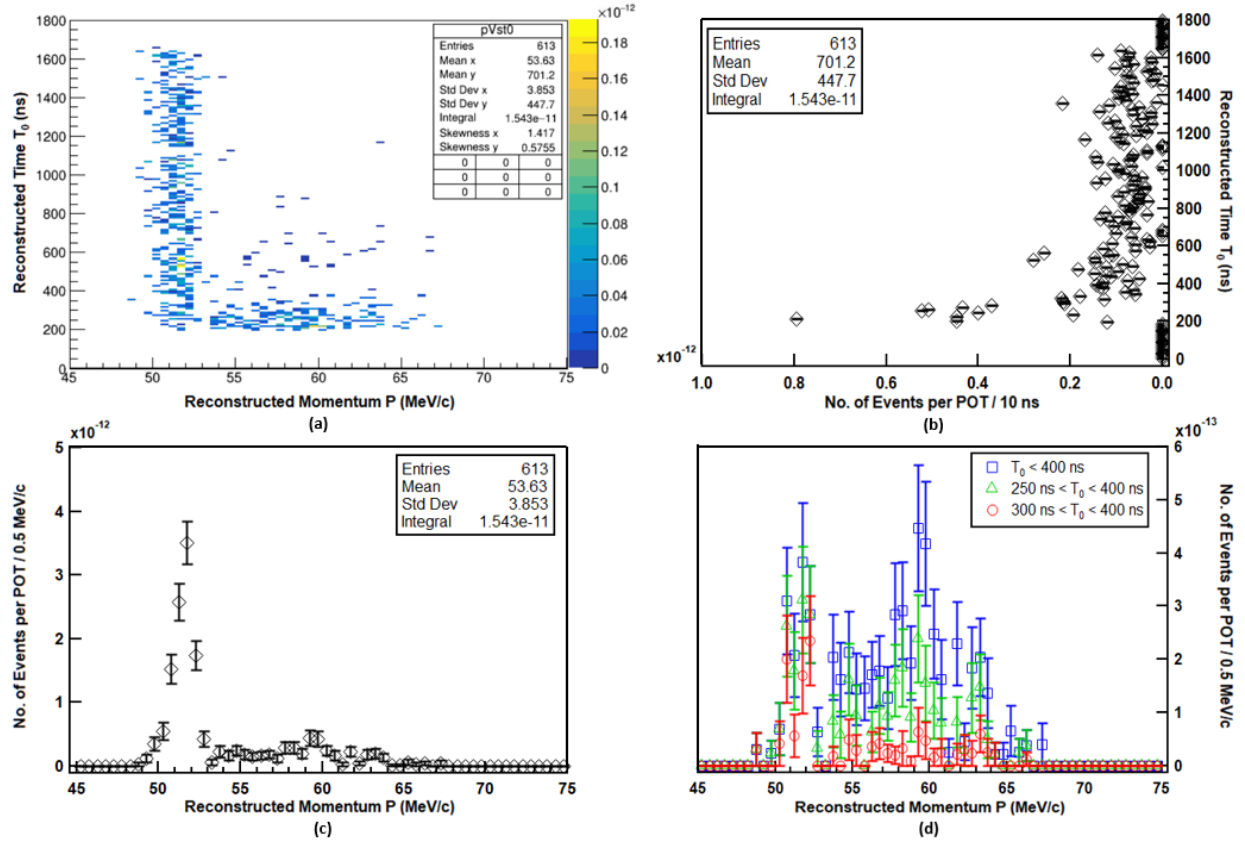 pVst0
Entries 613
Mean x 53.63
Mean y 701.2
Std Dev x 3.853
Std Dev y 447.7
Integral 1.543e−11
Skewness x 1.417
Skewness y 0.5755
0 0 0
0 0 0
0 0 0
×10⁻¹²
0.18
0.16
0.14
0.12
0.1
0.08
0.06
0.04
0.02
0
1800
1600
1400
1200
1000
800
600
400
200
0
Reconstructed Time T₀ (ns)
45 50 55 60 65 70 75
Reconstructed Momentum P (MeV/c)
(a)
Entries 613
Mean 701.2
Std Dev 447.7
Integral 1.543e-11
1800
1600
1400
1200
1000
800
600
400
200
0
Reconstructed Time T₀ (ns)
x10⁻¹²
1.0 0.8 0.6 0.4 0.2 0.0
No. of Events per POT / 10 ns
(b)
x10⁻¹²
5
4
3
2
1
0
No. of Events per POT / 0.5 MeV/c
Entries 613
Mean 53.63
Std Dev 3.853
Integral 1.543e-11
45 50 55 60 65 70 75
Reconstructed Momentum P (MeV/c)
(c)
x10⁻¹³
T₀ < 400 ns
250 ns < T₀ < 400 ns
300 ns < T₀ < 400 ns
6
5
4
3
2
1
0
No. of Events per POT / 0.5 MeV/c
45 50 55 60 65 70 75
Reconstructed Momentum P (MeV/c)
(d)